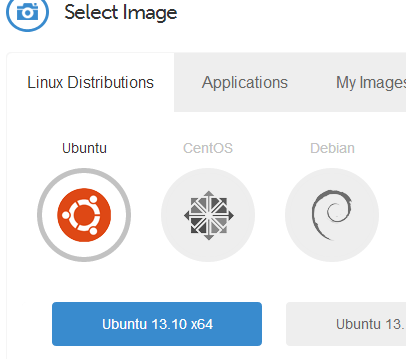 Select Image
Linux Distributions Applications My Images
Ubuntu CentOS Debian
Ubuntu 13.10 x64 Ubuntu 13.